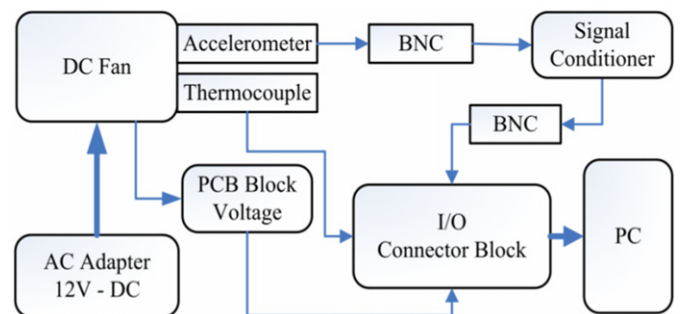 DC Fan
Accelerometer
Thermocouple
BNC
Signal
Conditioner
BNC
PCB Block
Voltage
I/O
Connector Block
PC
AC Adapter
12V - DC